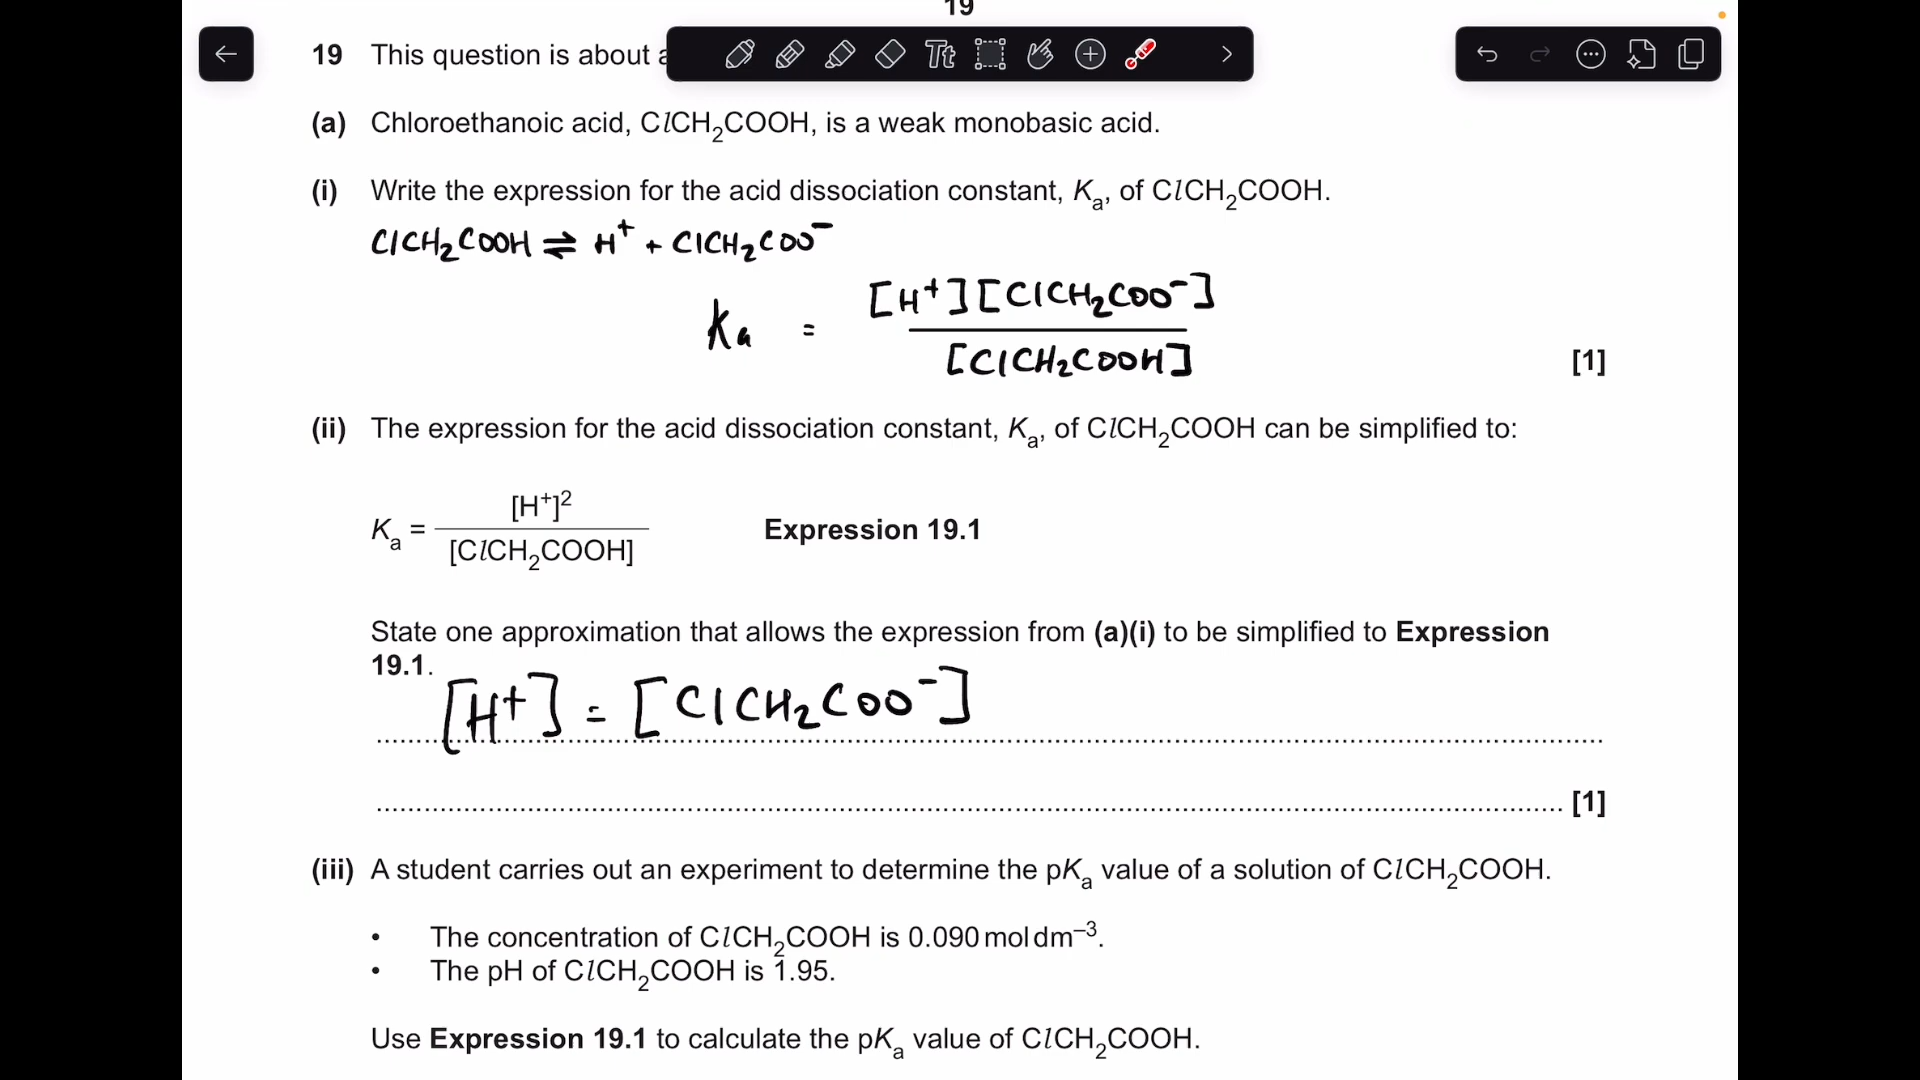 19
19 This question is about a
(a) Chloroethanoic acid, ClCH₂COOH, is a weak monobasic acid.
(i) Write the expression for the acid dissociation constant, Kₐ, of ClCH₂COOH.
ClCH₂COOH ⇌ H⁺ + ClCH₂COO⁻
Ka = [H⁺][ClCH₂COO⁻]
[ClCH₂COOH]
[1]
(ii) The expression for the acid dissociation constant, Kₐ, of ClCH₂COOH can be simplified to:
Kₐ = [H⁺]²
[ClCH₂COOH]
Expression 19.1
State one approximation that allows the expression from (a)(i) to be simplified to Expression
19.1.
[H⁺] = [ClCH₂COO⁻]
[1]
(iii) A student carries out an experiment to determine the pKₐ value of a solution of ClCH₂COOH.
• The concentration of ClCH₂COOH is 0.090 mol dm⁻³.
• The pH of ClCH₂COOH is 1.95.
Use Expression 19.1 to calculate the pKₐ value of ClCH₂COOH.